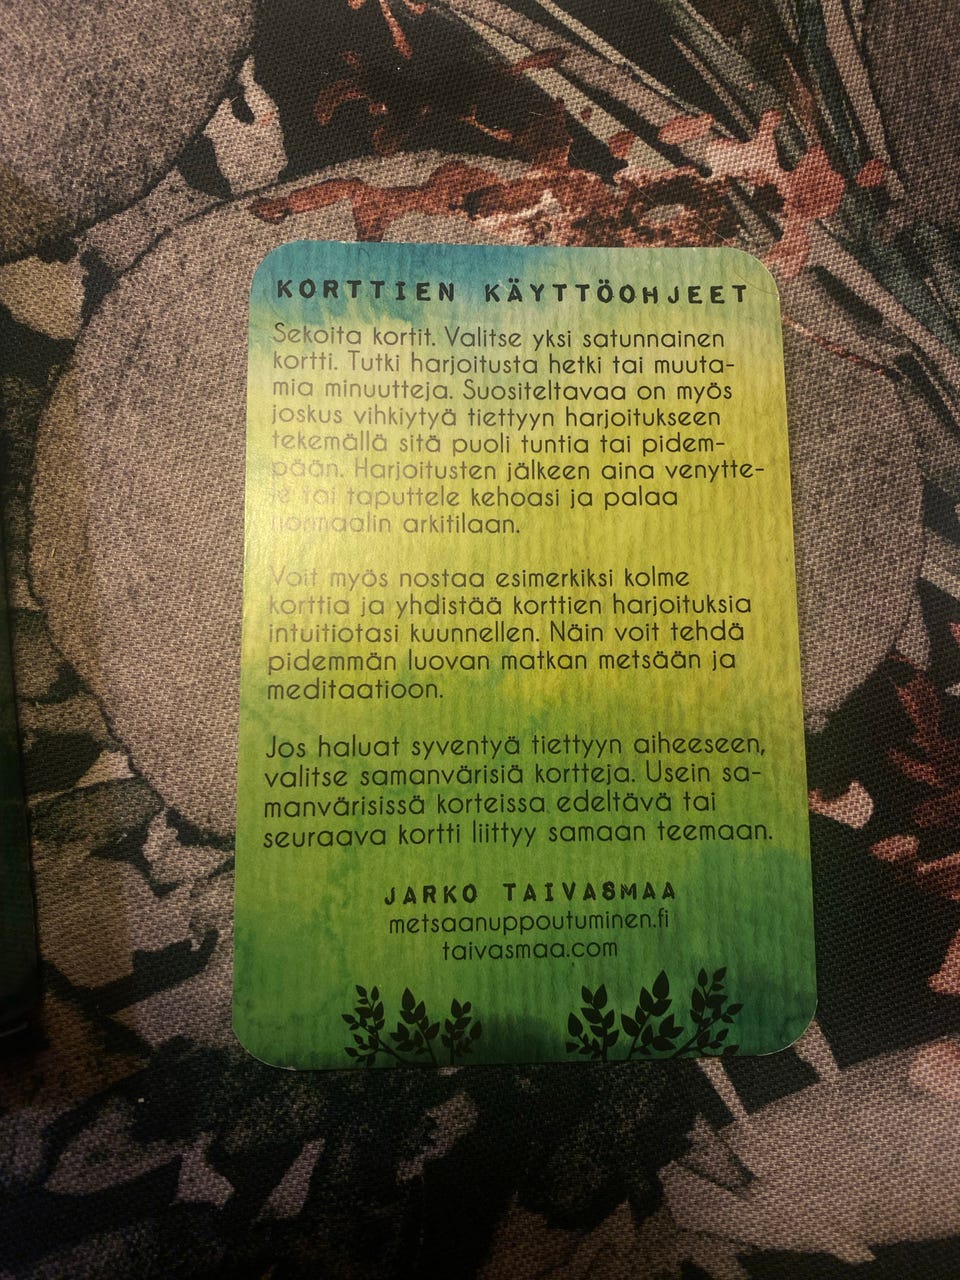 KORTTIEN KÄYTTÖOHJEET
Sekoita kortit. Valitse yksi satunnainen
kortti. Tutki harjoitusta hetki tai muuta-
mia minuutteja. Suositeltavaa on myös
joskus vihkiytyä tiettyyn harjoitukseen
tekemällä sitä puoli tuntia tai pidem-
pään. Harjoitusten jälkeen aina venytte-
le tai taputtele kehoasi ja palaa
normaalin arkitilaan.
Voit myös nostaa esimerkiksi kolme
korttia ja yhdistää korttien harjoituksia
intuitiotasi kuunnellen. Näin voit tehdä
pidemmän luovan matkan metsään ja
meditaatioon.
Jos haluat syventyä tiettyyn aiheeseen,
valitse samanvärisiä kortteja. Usein sa-
manvärisissä korteissa edeltävä tai
seuraava kortti liittyy samaan teemaan.
JARKO TAIVASMAA
metsaanuppoutuminen.fi
taivasmaa.com